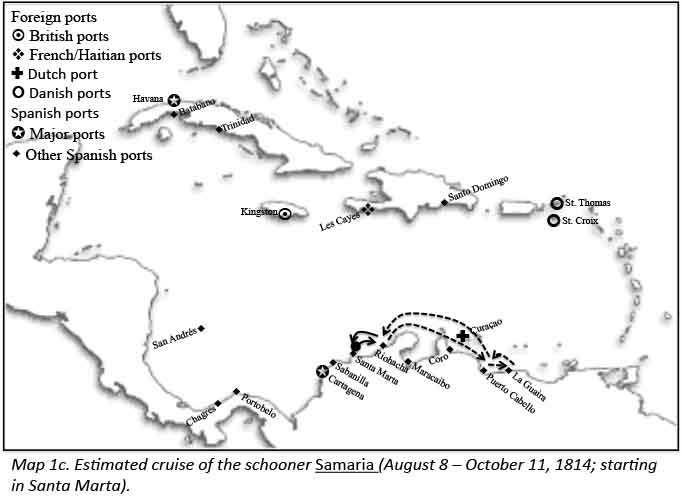 Foreign ports
British ports
French/Haitian ports
Dutch port
Danish ports
Spanish ports
Major ports
Other Spanish ports
Havana
Batabano
Trinidad
Kingston
Les Cayes
Santo Domingo
St. Thomas
St. Croix
San Andrés
Chagres
Portobelo
Cartagena
Sabanilla
Santa Marta
Riohacha
Maracaibo
Coro
Curaçao
Puerto Cabello
La Guaira
Map 1c. Estimated cruise of the schooner Samaria (August 8 – October 11, 1814; starting
in Santa Marta).